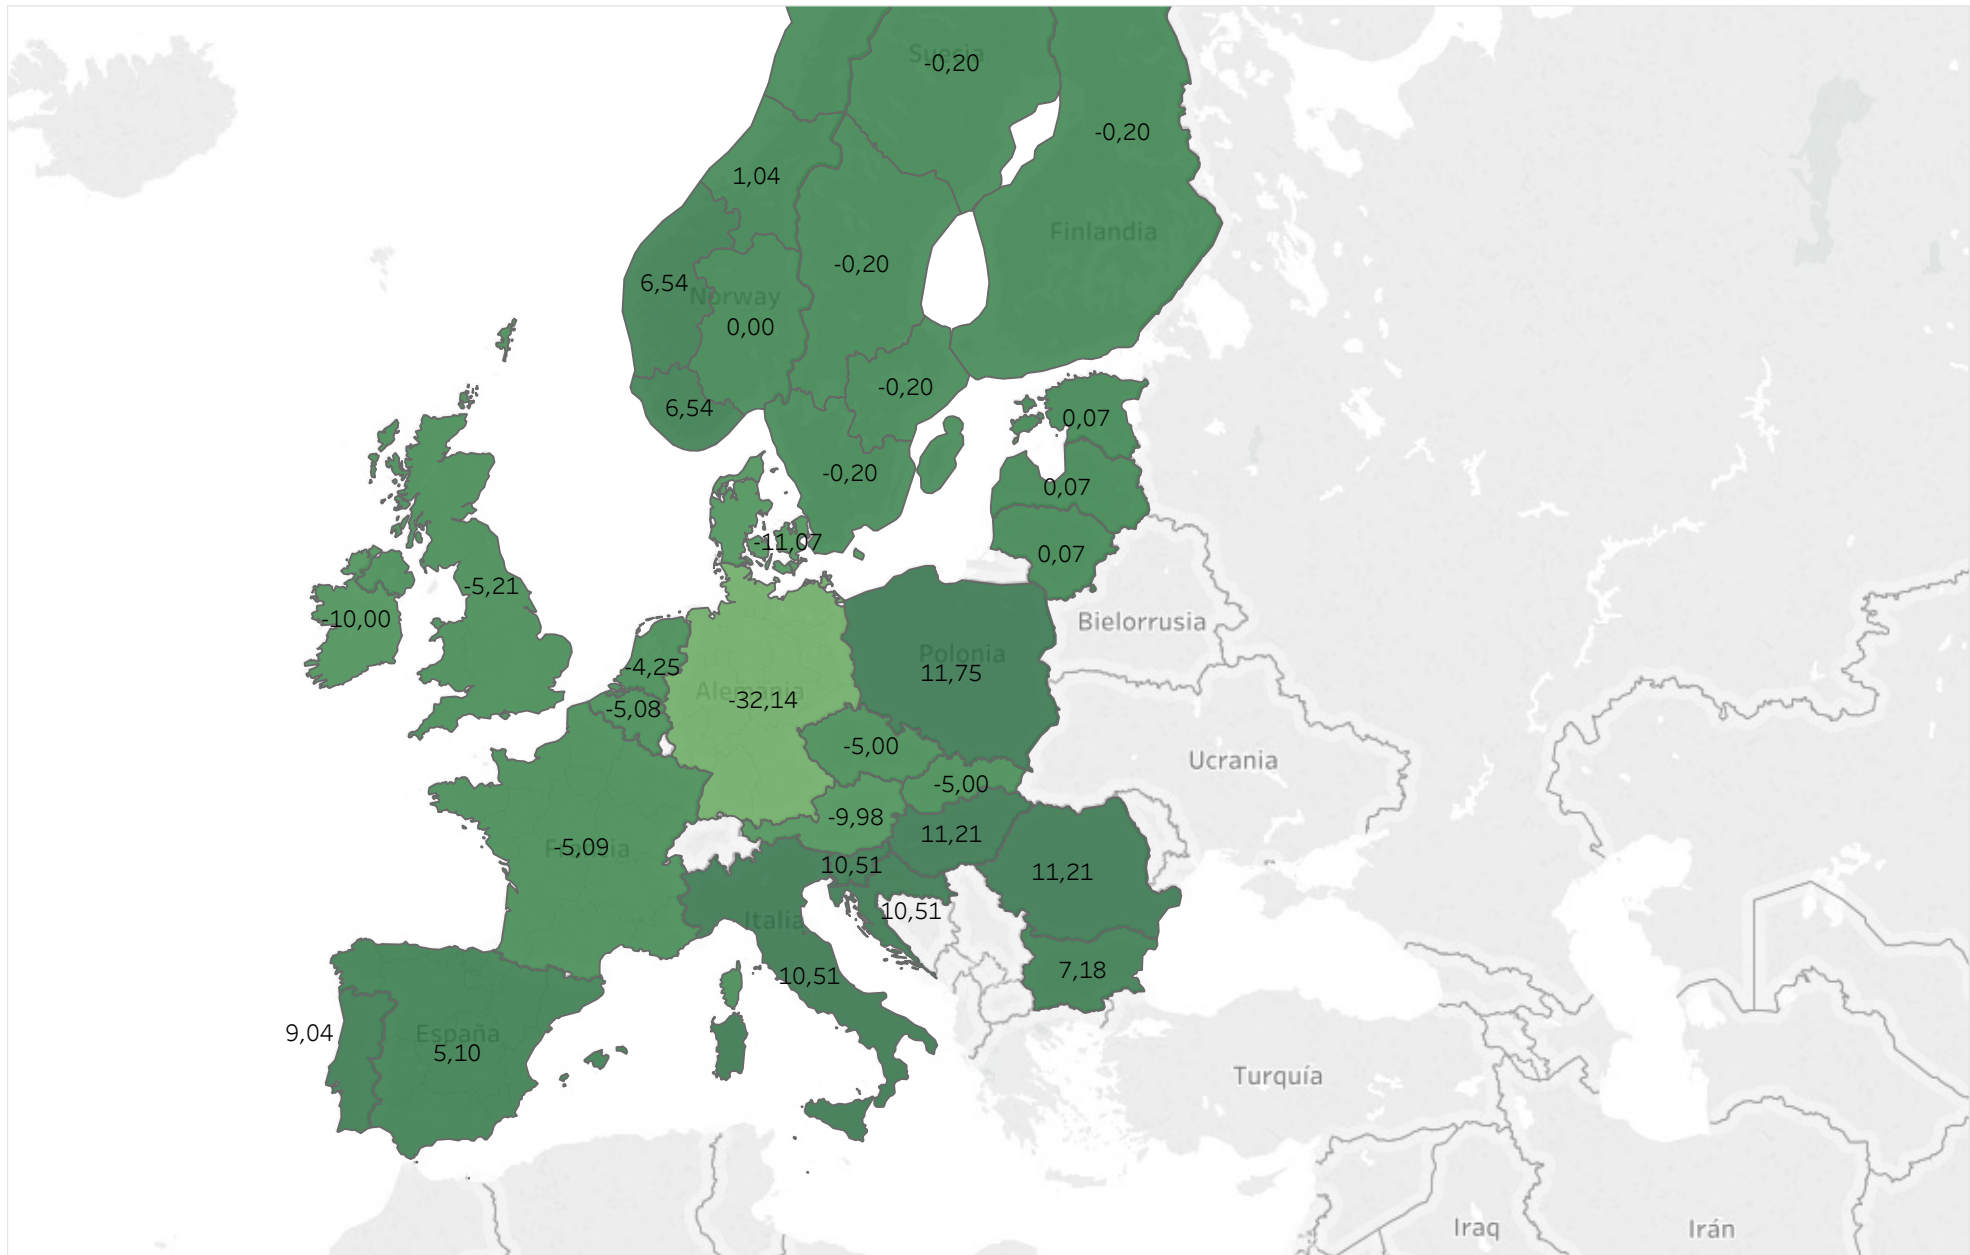 Suecia
-0,20
-0,20
1,04
Finlandia
-0,20
6,54
Norway
0,00
-0,20
6,54
0,07
-0,20
0,07
-11,07
0,07
-5,21
-10,00
Bielorrusia
Polonia
-4,25
11,75
Alemania
-32,14
-5,08
-5,00
Ucrania
-5,00
-9,98
11,21
Francia
-5,09
10,51
11,21
10,51
Italia
7,18
10,51
9,04
España
5,10
Turquía
Iraq
Irán